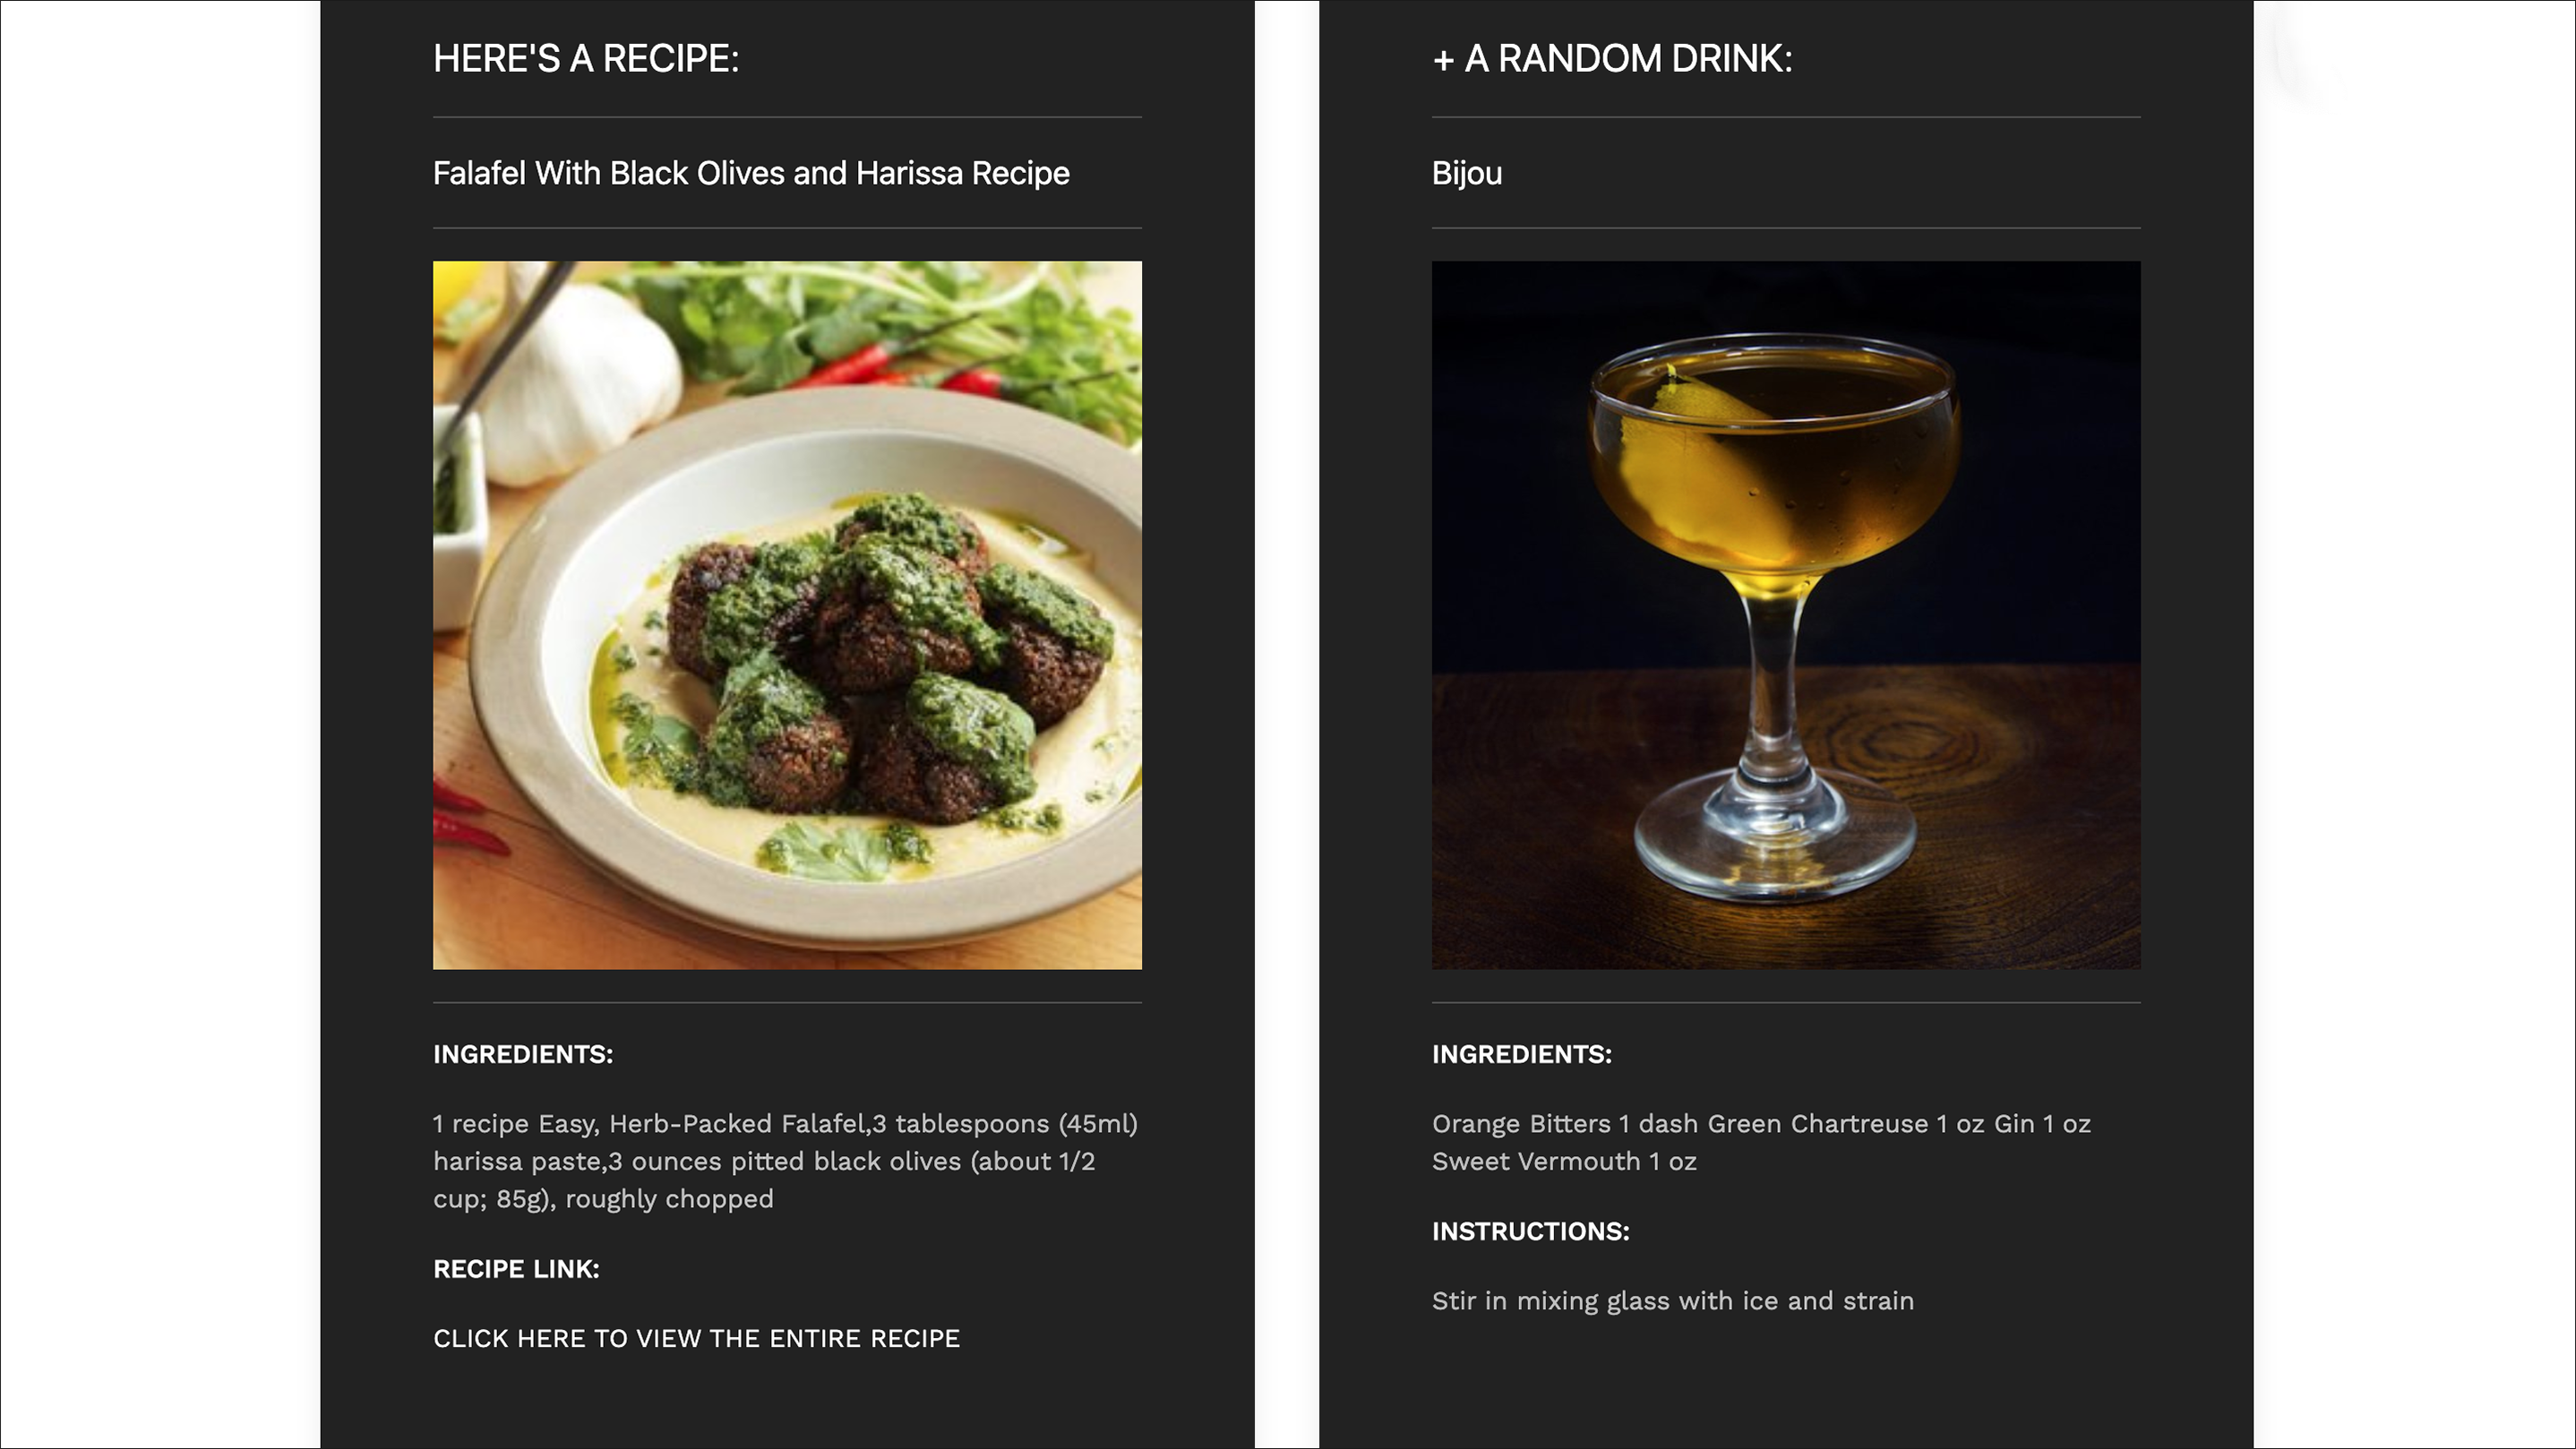 HERE'S A RECIPE:
Falafel With Black Olives and Harissa Recipe
INGREDIENTS:
1 recipe Easy, Herb-Packed Falafel,3 tablespoons (45ml)
harissa paste,3 ounces pitted black olives (about 1/2
cup; 85g), roughly chopped
RECIPE LINK:
CLICK HERE TO VIEW THE ENTIRE RECIPE
+ A RANDOM DRINK:
Bijou
INGREDIENTS:
Orange Bitters 1 dash Green Chartreuse 1 oz Gin 1 oz
Sweet Vermouth 1 oz
INSTRUCTIONS:
Stir in mixing glass with ice and strain